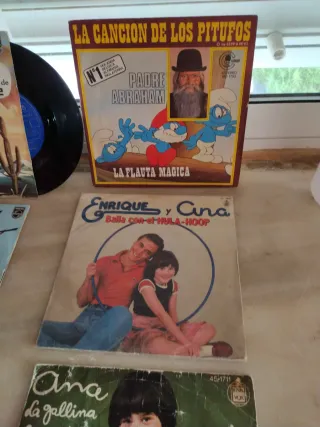 LA CANCION DE LOS PITUFOS
Nº1
PADRE
ABRAHAM
LA FLAUTA MAGICA
ENRIQUE y ana
Baila con el HULA-HOOP
ana
La gallina